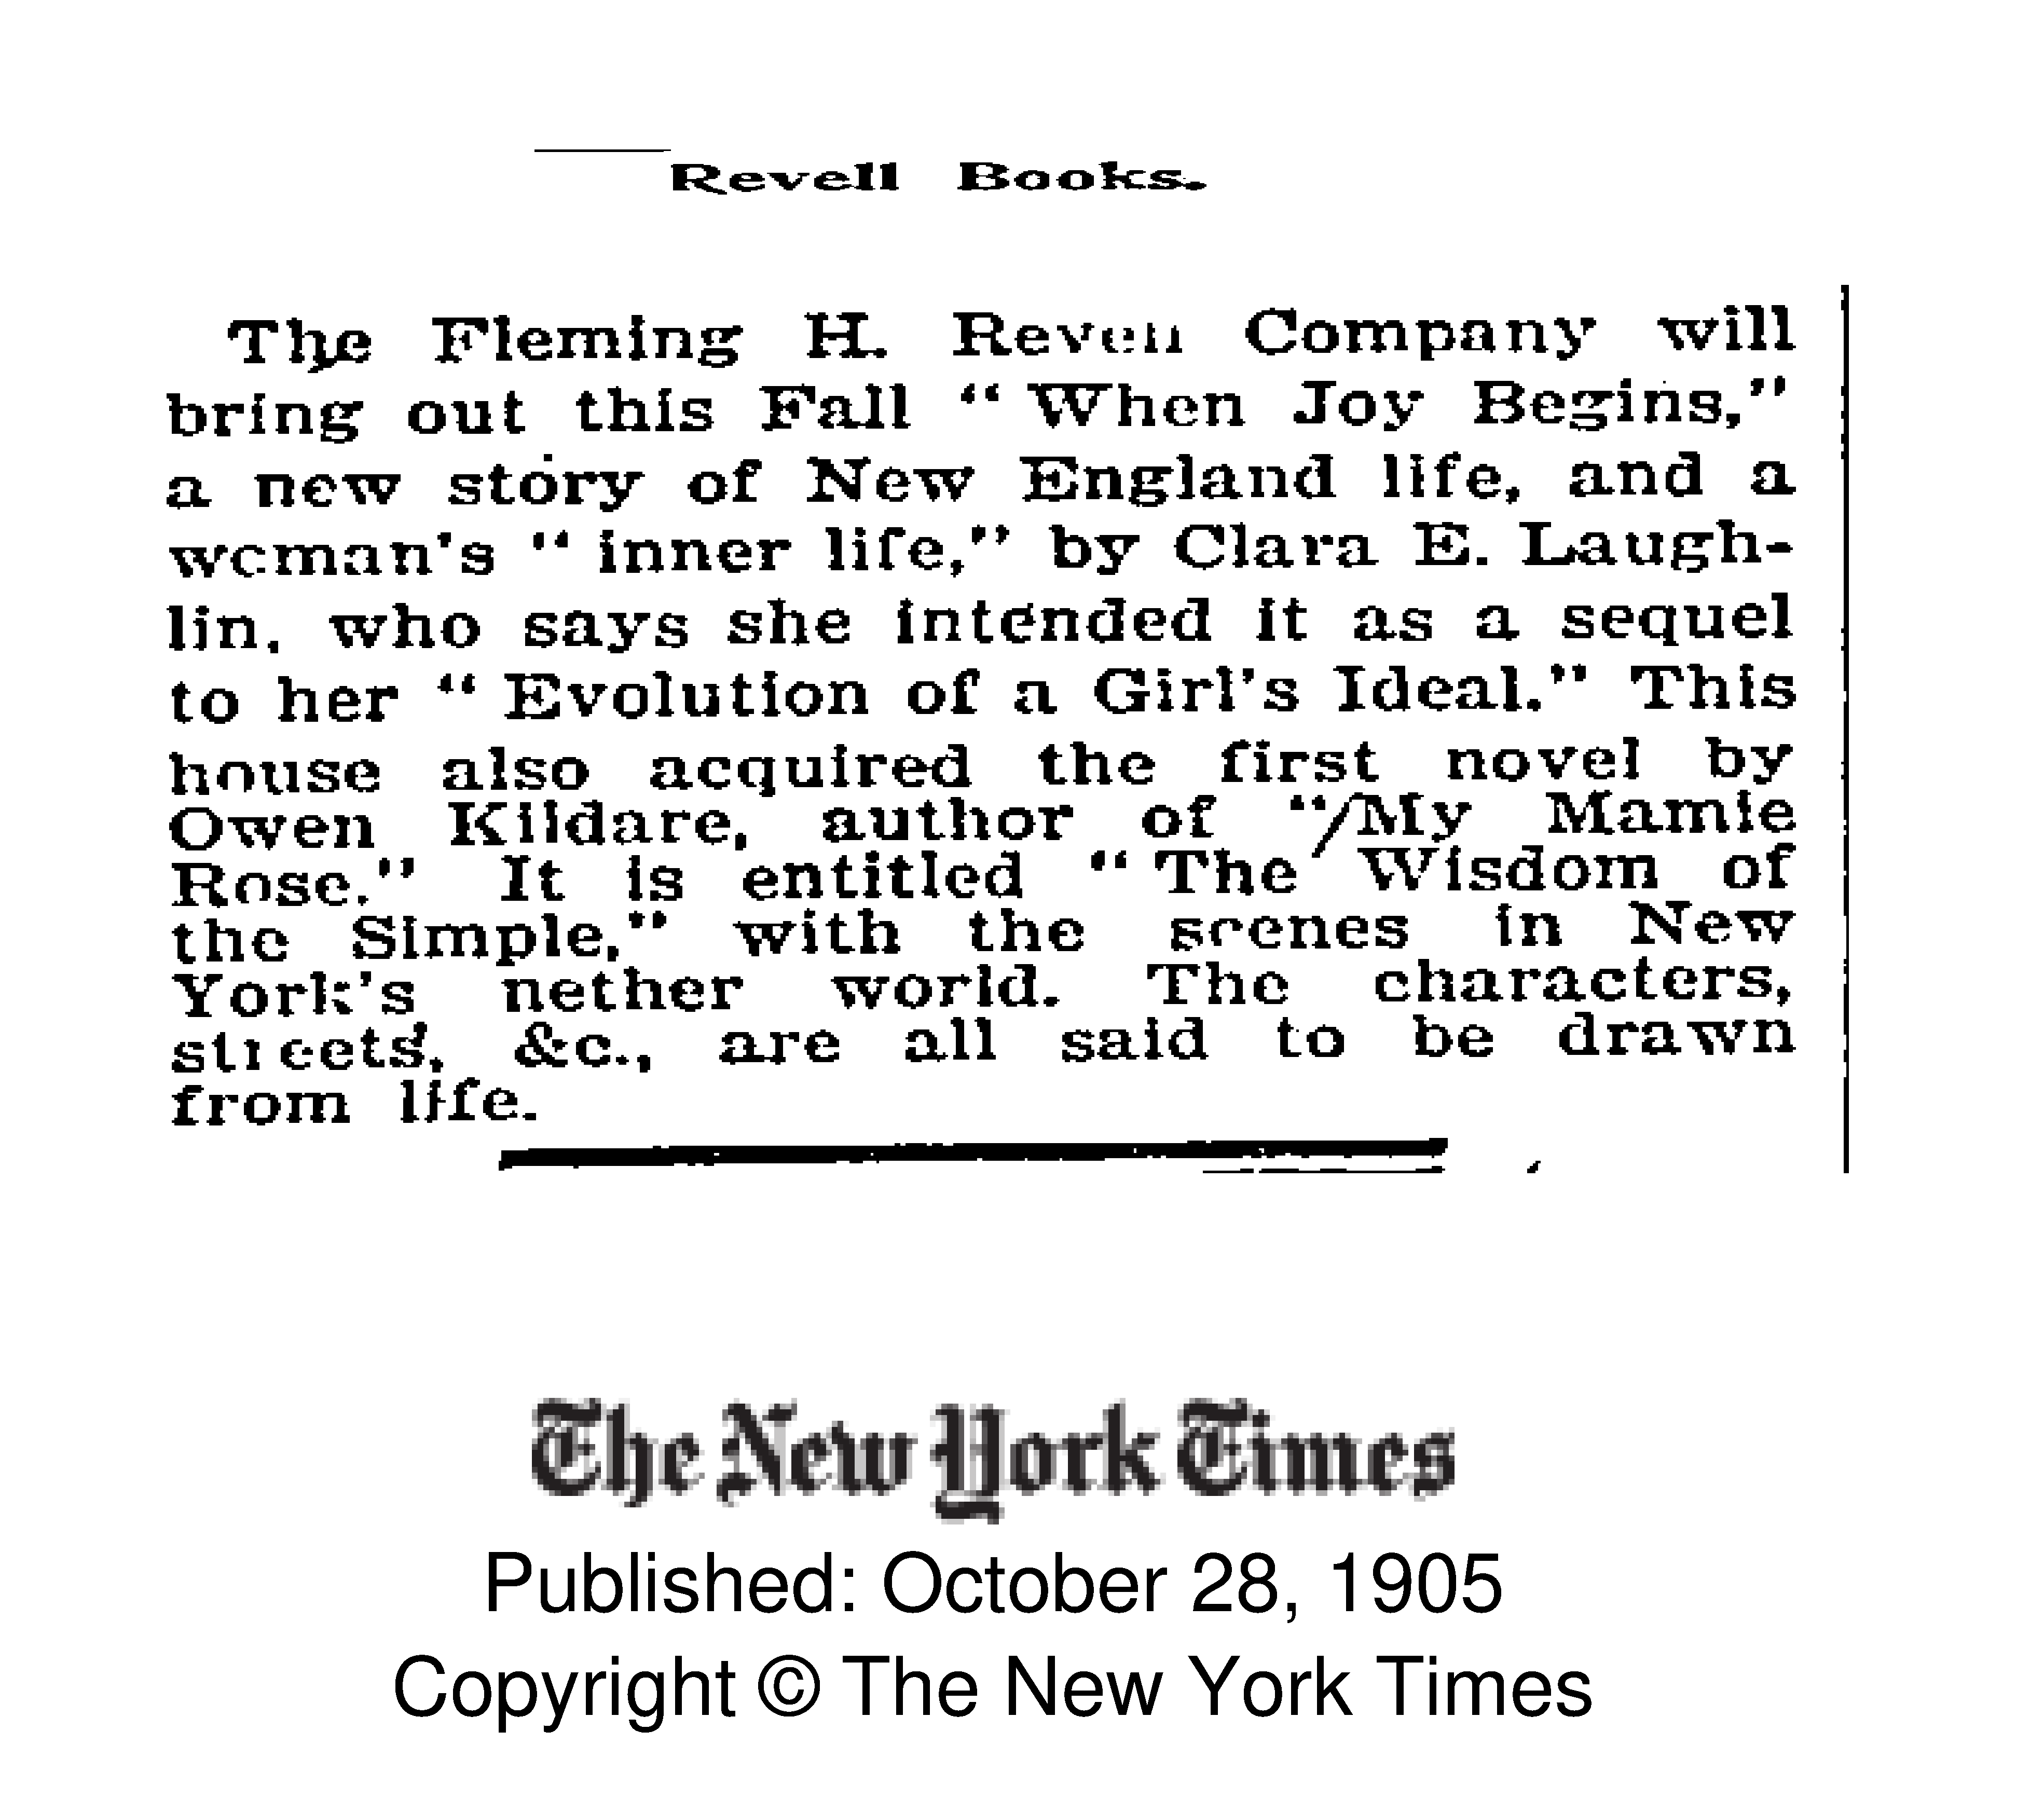 Revell Books.
The Fleming H. Revell Company will
bring out this Fall “ When Joy Begins,”
a new story of New England life, and a
woman's “ inner life,” by Clara E. Laugh-
lin, who says she intended it as a sequel
to her “ Evolution of a Girl's Ideal.” This
house also acquired the first novel by
Owen Kildare, author of “ My Mamie
Rose.” It is entitled “ The Wisdom of
the Simple,” with the scenes in New
York's nether world. The characters,
streets, &c., are all said to be drawn
from life.
The New York Times
Published: October 28, 1905
Copyright © The New York Times